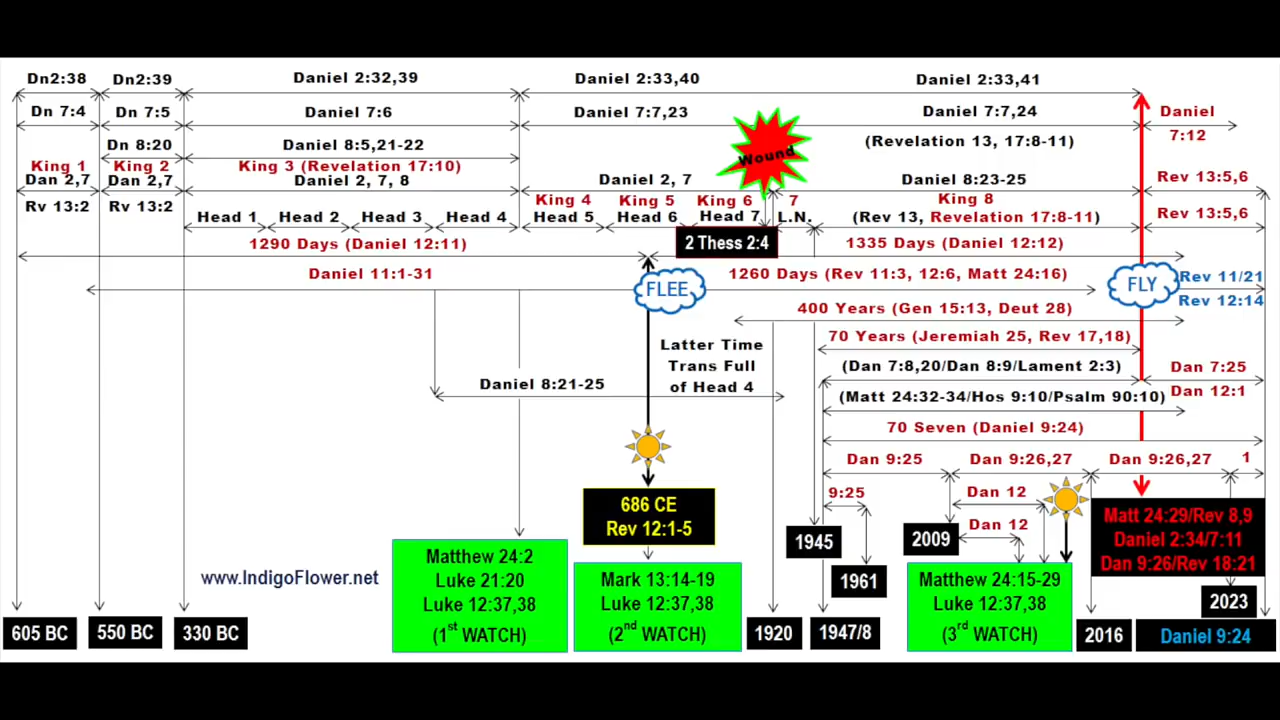 Dn2:38 Dn2:39 Daniel 2:32,39 Daniel 2:33,40 Daniel 2:33,41
Dn 7:4 Dn 7:5 Daniel 7:6 Daniel 7:7,23 Daniel 7:7,24 Daniel
7:12
Dn 8:20 Daniel 8:5,21-22 (Revelation 13, 17:8-11)
Wound
King 1 King 2 King 3 (Revelation 17:10)
Dan 2,7 Dan 2,7 Daniel 2, 7, 8 Daniel 2, 7 Daniel 8:23-25 Rev 13:5,6
King 4 King 5 King 6 7 King 8
Rv 13:2 Rv 13:2 Head 1 Head 2 Head 3 Head 4 Head 5 Head 6 Head 7 L.N. (Rev 13, Revelation 17:8-11) Rev 13:5,6
1290 Days (Daniel 12:11) 2 Thess 2:4 1335 Days (Daniel 12:12)
Daniel 11:1-31 FLEE 1260 Days (Rev 11:3, 12:6, Matt 24:16) FLY Rev 11/21
Rev 12:14
400 Years (Gen 15:13, Deut 28)
70 Years (Jeremiah 25, Rev 17,18)
Latter Time
Trans Full
of Head 4
(Dan 7:8,20/Dan 8:9/Lament 2:3) Dan 7:25
Daniel 8:21-25
(Matt 24:32-34/Hos 9:10/Psalm 90:10) Dan 12:1
70 Seven (Daniel 9:24)
Dan 9:25 Dan 9:26,27 Dan 9:26,27 1
9:25 Dan 12
Dan 12
686 CE
Rev 12:1-5
Matt 24:29/Rev 8,9
Daniel 2:34/7:11
Dan 9:26/Rev 18:21
1945
2009
1961
2023
www.IndigoFlower.net
Matthew 24:2
Luke 21:20
Luke 12:37,38
(1st WATCH)
Mark 13:14-19
Luke 12:37,38
(2nd WATCH)
Matthew 24:15-29
Luke 12:37,38
(3rd WATCH)
605 BC 550 BC 330 BC 1920 1947/8 2016 Daniel 9:24